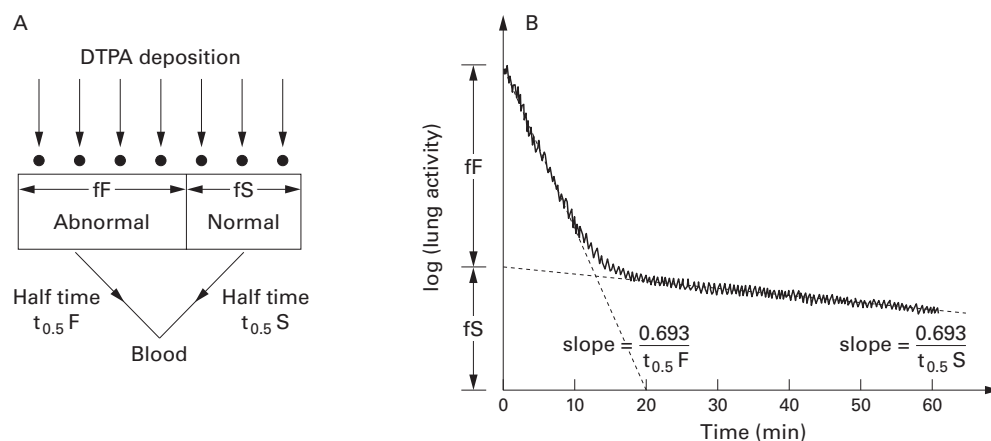 A
DTPA deposition
fF
fS
Abnormal
Normal
Half time
t0.5 F
Half time
t0.5 S
Blood
B
log (lung activity)
fF
fS
slope = 0.693
t0.5 F
slope = 0.693
t0.5 S
0 10 20 30 40 50 60
Time (min)